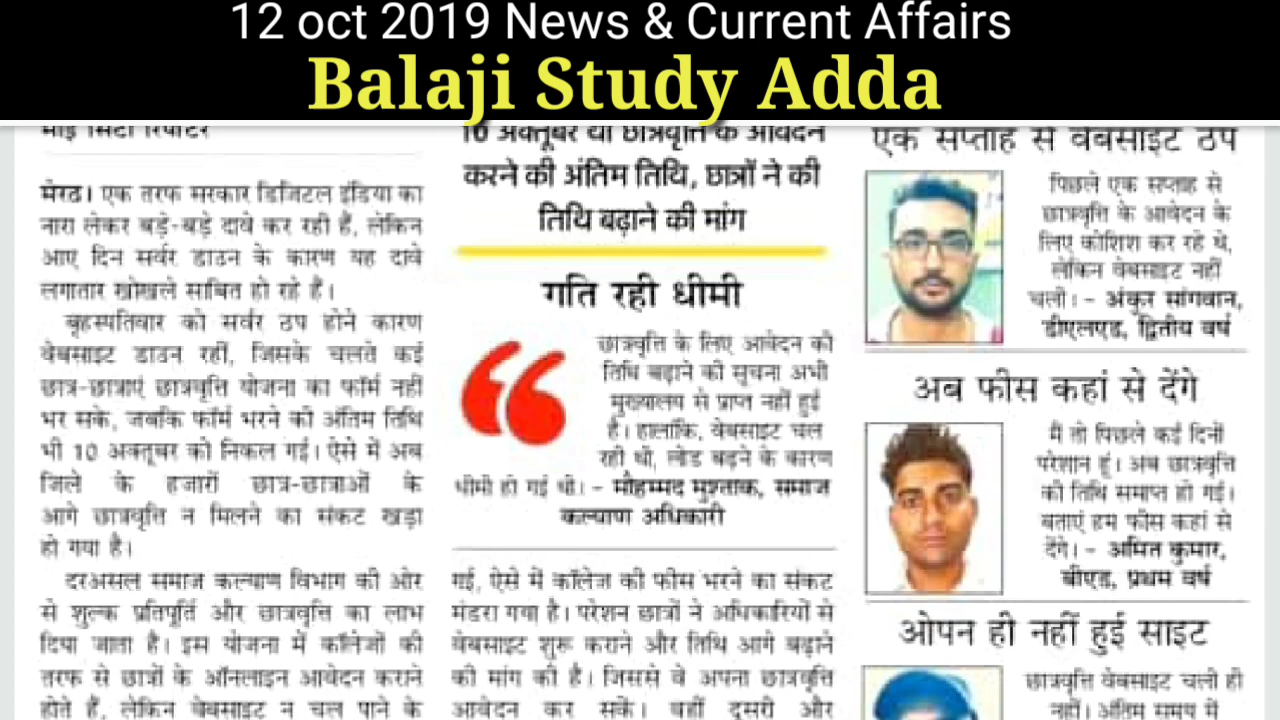 12 oct 2019 News & Current Affairs
Balaji Study Adda
माइ सिटी रिपोर्टर
मेरठ। एक तरफ सरकार डिजिटल इंडिया का
नारा लेकर बड़े-बड़े दावे कर रही हैं, लेकिन
आए दिन सर्वर डाउन के कारण यह दावे
लगातार खोखले साबित हो रहे हैं।
बृहस्पतिवार को सर्वर ठप होने कारण
वेबसाइट डाउन रहीं, जिसके चलते कई
छात्र-छात्राएं छात्रवृत्ति योजना का फॉर्म नहीं
भर सके, जबकि फॉर्म भरने की अंतिम तिथि
भी 10 अक्तूबर को निकल गई। ऐसे में अब
जिले के हजारों छात्र-छात्राओं के
आगे छात्रवृत्ति न मिलने का संकट खड़ा
हो गया है।
दरअसल समाज कल्याण विभाग की ओर
से शुल्क प्रतिपूर्ति और छात्रवृत्ति का लाभ
दिया जाता है। इस योजना में कॉलेजों की
तरफ से छात्रों के ऑनलाइन आवेदन कराने
होते हैं, लेकिन वेबसाइट न चल पाने के
10 अक्तूबर थी छात्रवृत्ति के आवेदन
करने की अंतिम तिथि, छात्रों ने की
तिथि बढ़ाने की मांग
गति रही धीमी
छात्रवृत्ति के लिए आवेदन की
तिथि बढ़ाने की सूचना अभी
मुख्यालय से प्राप्त नहीं हुई
है। हालांकि, वेबसाइट चल
रही थी, लोड बढ़ने के कारण
धीमी हो गई थी। - मौहम्मद मुश्ताक, समाज
कल्याण अधिकारी
गई, ऐसे में कॉलेज की फीस भरने का संकट
मंडरा गया है। परेशन छात्रों ने अधिकारियों से
वेबसाइट शुरू कराने और तिथि आगे बढ़ाने
की मांग की है। जिससे वे अपना छात्रवृत्ति
आवेदन कर सकें। वहीं दूसरी और
एक सप्ताह से वेबसाइट ठप
पिछले एक सप्ताह से
छात्रवृत्ति के आवेदन के
लिए कोशिश कर रहे थे,
लेकिन वेबसाइट नहीं
चली। - अंकुर सांगवान,
डीएलएड, द्वितीय वर्ष
अब फीस कहां से देंगे
मैं तो पिछले कई दिनों
परेशान हूं। अब छात्रवृत्ति
की तिथि समाप्त हो गई।
बताएं हम फीस कहां से
देंगे। - अमित कुमार,
बीएड, प्रथम वर्ष
ओपन ही नहीं हुई साइट
छात्रवृत्ति वेबसाइट चली ही
नहीं। अंतिम समय में